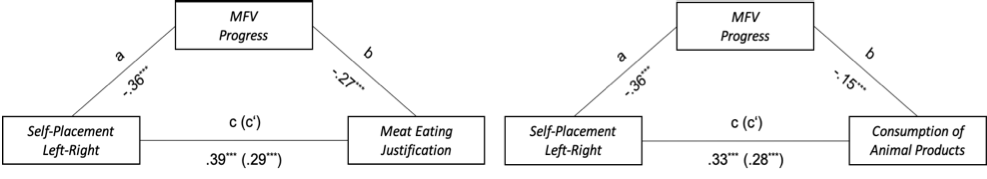 MFV
Progress
a
b
-.36***
-.27***
c (c‘)
Self-Placement
Left-Right
Meat Eating
Justification
.39*** (.29***)
MFV
Progress
a
b
-.36***
-.15***
c (c‘)
Self-Placement
Left-Right
Consumption of
Animal Products
.33*** (.28***)